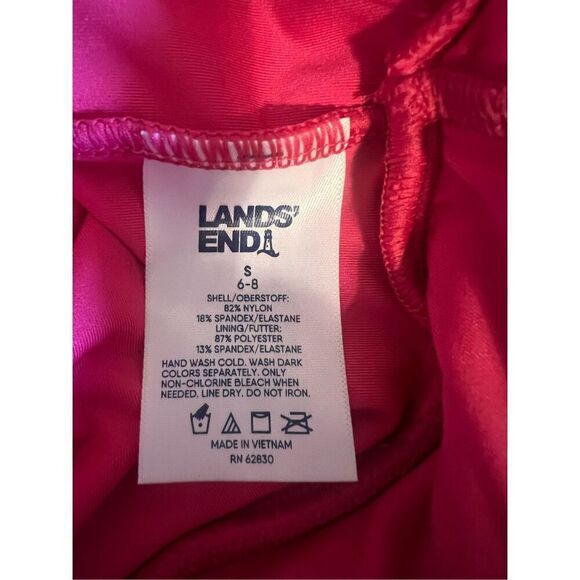 LANDS'
END
S
6-8
SHELL/OBERSTOFF:
82% NYLON
18% SPANDEX/ELASTANE
LINING/FUTTER:
87% POLYESTER
13% SPANDEX/ELASTANE
HAND WASH COLD. WASH DARK
COLORS SEPARATELY. ONLY
NON-CHLORINE BLEACH WHEN
NEEDED. LINE DRY. DO NOT IRON.
MADE IN VIETNAM
RN 62830